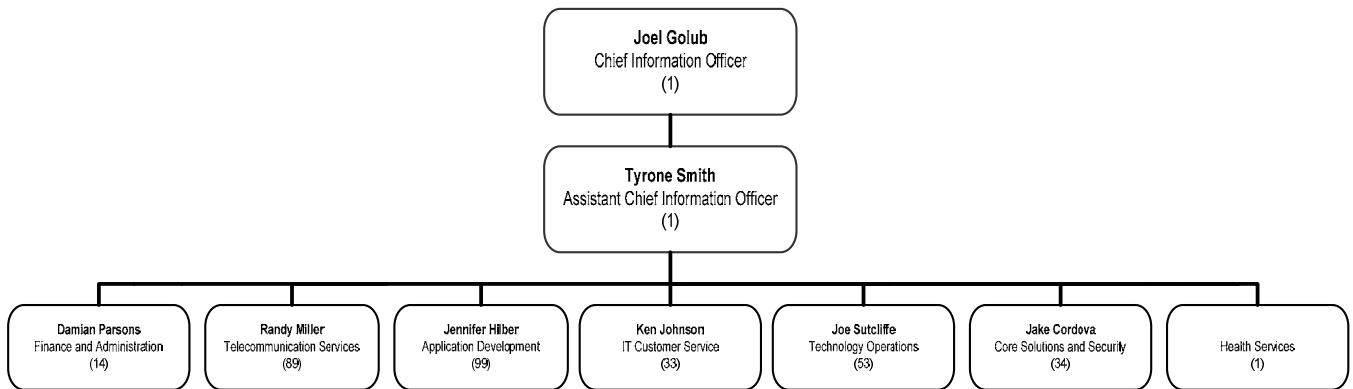 Joel Golub
Chief Information Officer
(1)
Tyrone Smith
Assistant Chief Information Officer
(1)
Damian Parsons
Finance and Administration
(14)
Randy Miller
Telecommunication Services
(89)
Jennifer Hilber
Application Development
(99)
Ken Johnson
IT Customer Service
(33)
Joe Sutcliffe
Technology Operations
(53)
Jake Cordova
Core Solutions and Security
(34)
Health Services
(1)